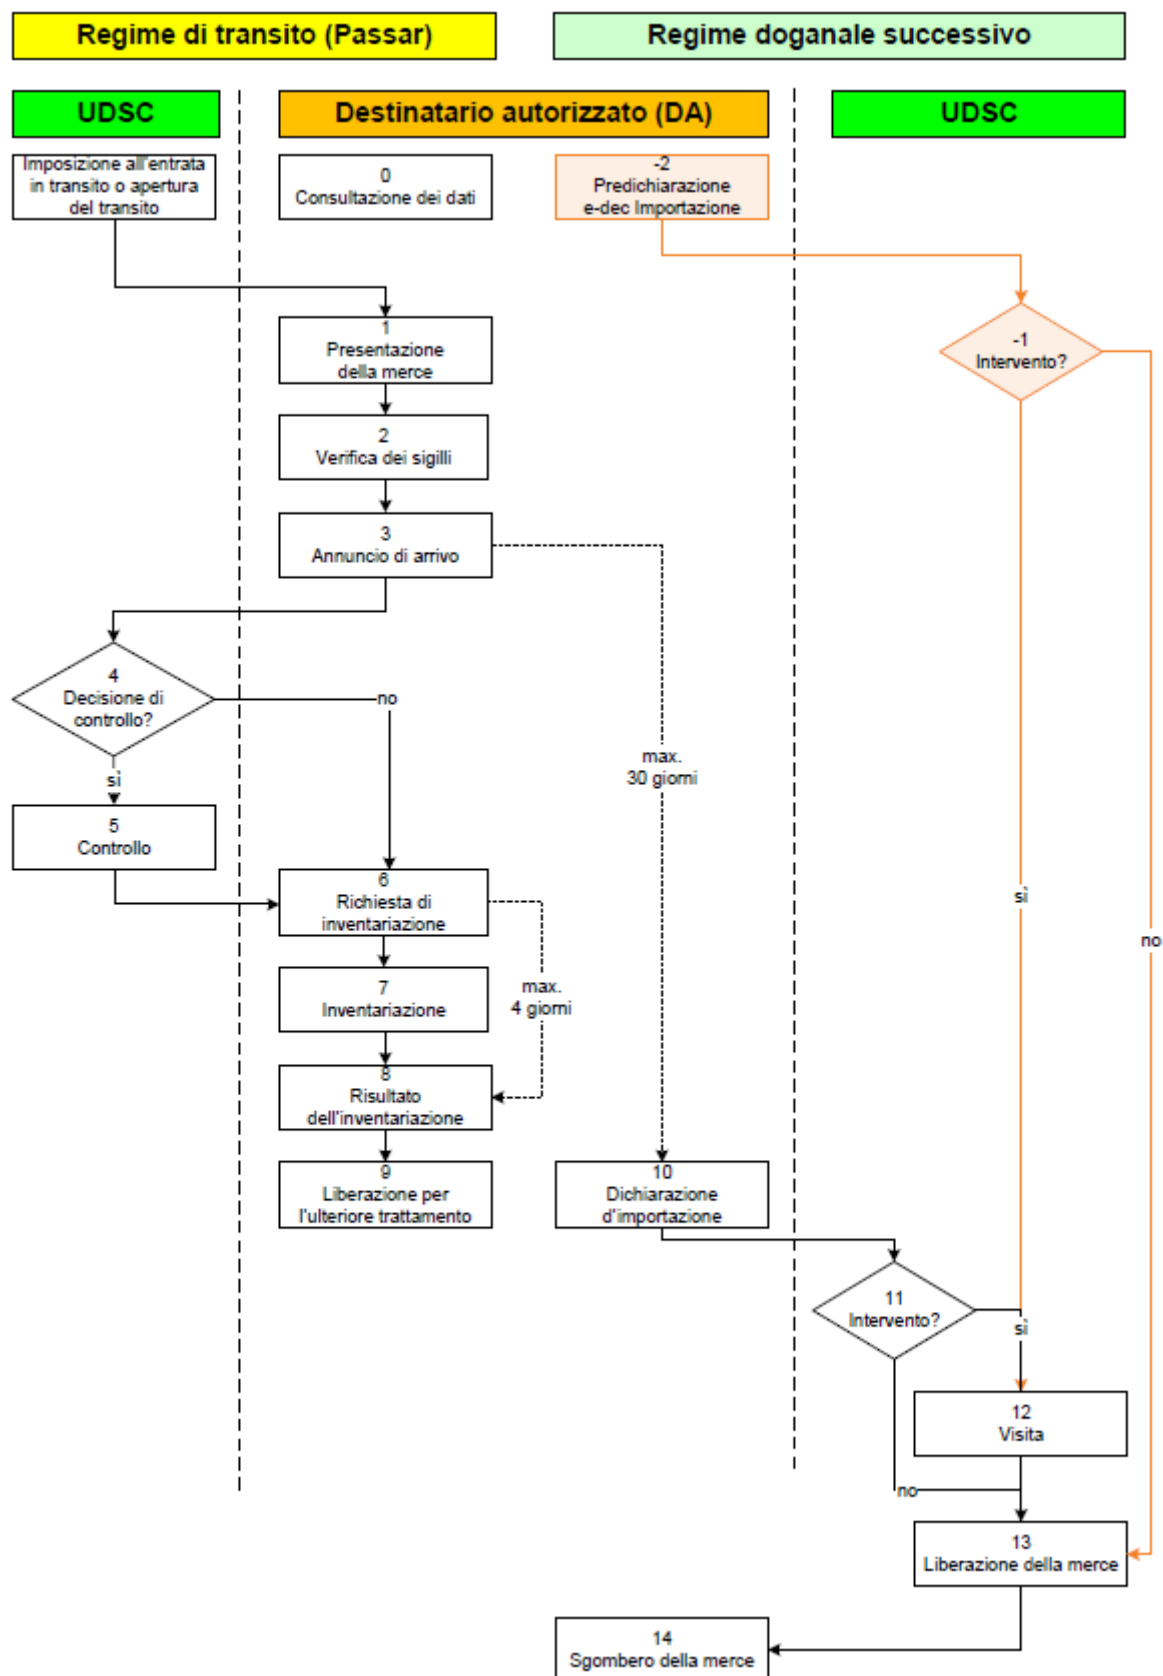 Regime di transito (Passar)
Regime doganale successivo
UDSC
Destinatario autorizzato (DA)
UDSC
Imposizione all'entrata
in transito o apertura
del transito
0
Consultazione dei dati
-2
Predichiarazione
e-dec Importazione
1
Presentazione
della merce
-1
Intervento?
2
Verifica dei sigilli
3
Annuncio di arrivo
4
Decisione di
controllo?
no
sì
max.
30 giorni
5
Controllo
6
Richiesta di
inventariazione
sì
no
7
Inventariazione
max.
4 giorni
8
Risultato
dell'inventariazione
9
Liberazione per
l'ulteriore trattamento
10
Dichiarazione
d'importazione
11
Intervento?
sì
12
Visita
no
13
Liberazione della merce
14
Sgombero della merce